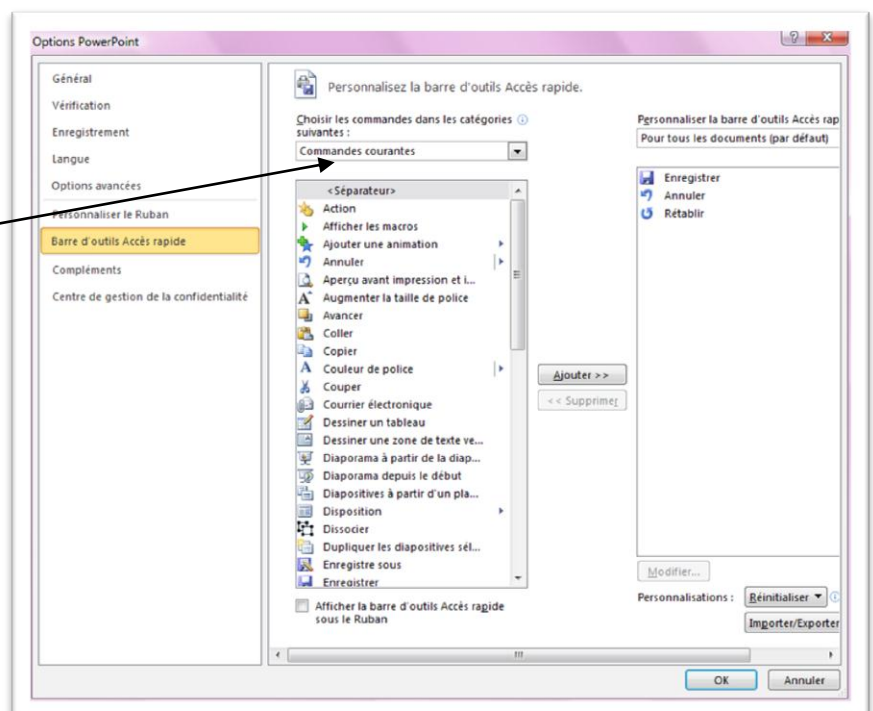 Options PowerPoint
Général
Vérification
Enregistrement
Langue
Options avancées
Personnaliser le Ruban
Barre d'outils Accès rapide
Compléments
Centre de gestion de la confidentialité
Personnalisez la barre d'outils Accès rapide.
Choisir les commandes dans les catégories
suivantes :
Commandes courantes
<Séparateur>
Action
Afficher les macros
Ajouter une animation
Annuler
Aperçu avant impression et i...
Augmenter la taille de police
Avancer
Coller
Copier
Couleur de police
Couper
Courrier électronique
Dessiner un tableau
Dessiner une zone de texte ve...
Diaporama à partir de la diap...
Diaporama depuis le début
Diapositives à partir d'un pla...
Disposition
Dissocier
Dupliquer les diapositives sél...
Enregistre sous
Enregistrer
Afficher la barre d'outils Accès rapide
sous le Ruban
Ajouter >>
<< Supprimer
Personnaliser la barre d'outils Accès rap
Pour tous les documents (par défaut)
Enregistrer
Annuler
Rétablir
Modifier...
Personnalisations :
Réinitialiser
Importer/Exporter
OK
Annuler